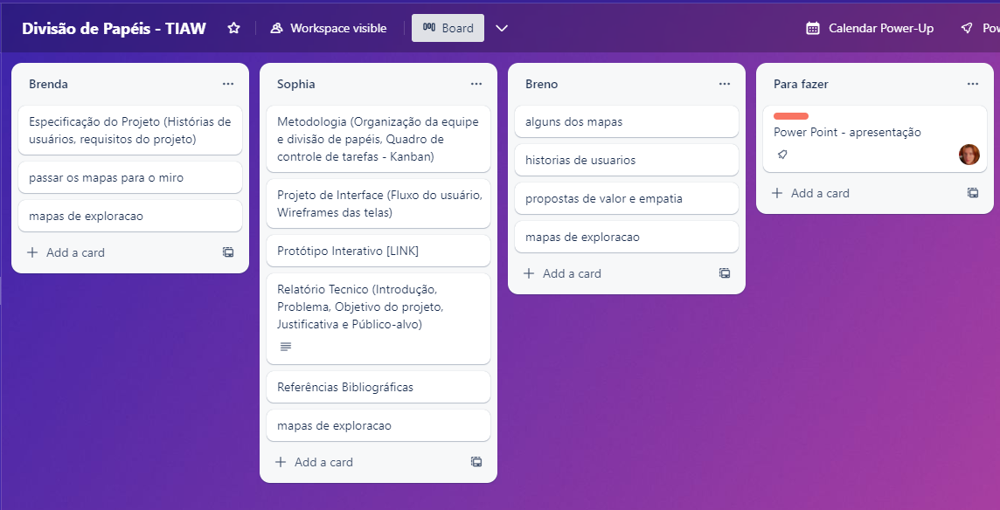 Divisão de Papéis - TIAW
Workspace visible
Board
Calendar Power-Up
Brenda
Especificação do Projeto (Histórias de
usuários, requisitos do projeto)
passar os mapas para o miro
mapas de exploracao
Add a card
Sophia
Metodologia (Organização da equipe
e divisão de papéis, Quadro de
controle de tarefas - Kanban)
Projeto de Interface (Fluxo do usuário,
Wireframes das telas)
Protótipo Interativo [LINK]
Relatório Tecnico (Introdução,
Problema, Objetivo do projeto,
Justificativa e Público-alvo)
Referências Bibliográficas
mapas de exploracao
Add a card
Breno
alguns dos mapas
historias de usuarios
propostas de valor e empatia
mapas de exploracao
Add a card
Para fazer
Power Point - apresentação
Add a card